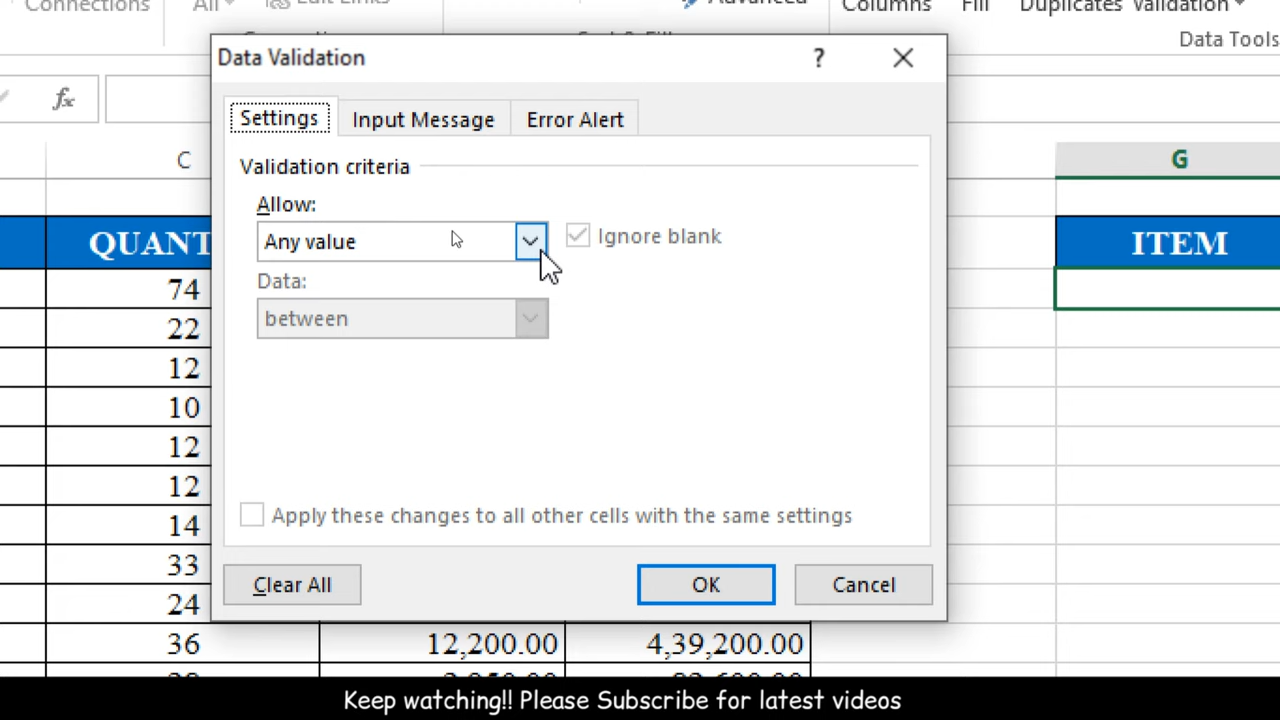 Connections All Edit Links Advanced Columns Fill Duplicates Validation
Data Tools
Data Validation ?
fx
Settings Input Message Error Alert
C G
Validation criteria
Allow:
Any value Ignore blank
QUANT ITEM
Data:
74
between
22
12
10
12
12
Apply these changes to all other cells with the same settings
14
33
Clear All OK Cancel
24
36 12,200.00 4,39,200.00
Keep watching!! Please Subscribe for latest videos